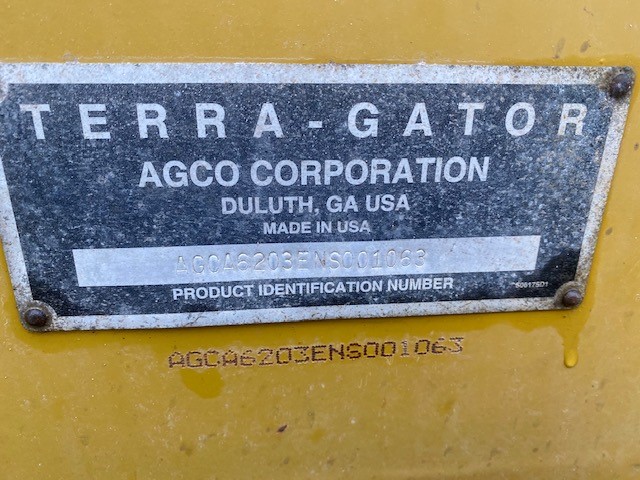 TERRA-GATOR
AGCO CORPORATION
DULUTH, GA USA
MADE IN USA
AGCA6203ENS001063
PRODUCT IDENTIFICATION NUMBER
AGCA6203ENS001063